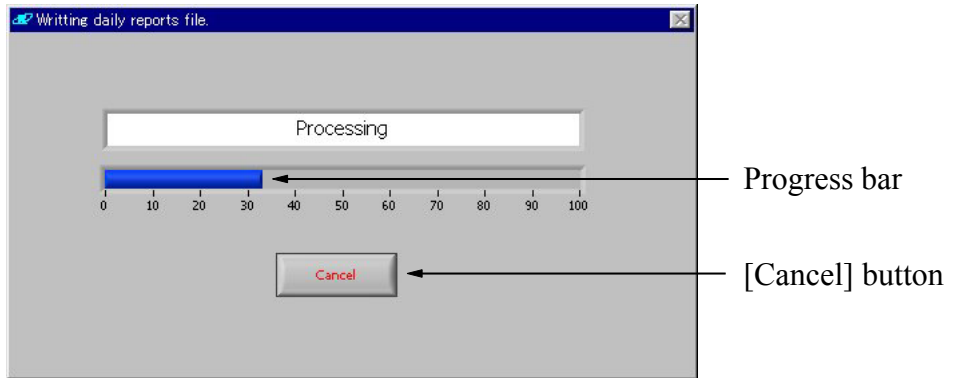 Writting daily reports file.
Processing
Progress bar
0 10 20 30 40 50 60 70 80 90 100
Cancel
[Cancel] button